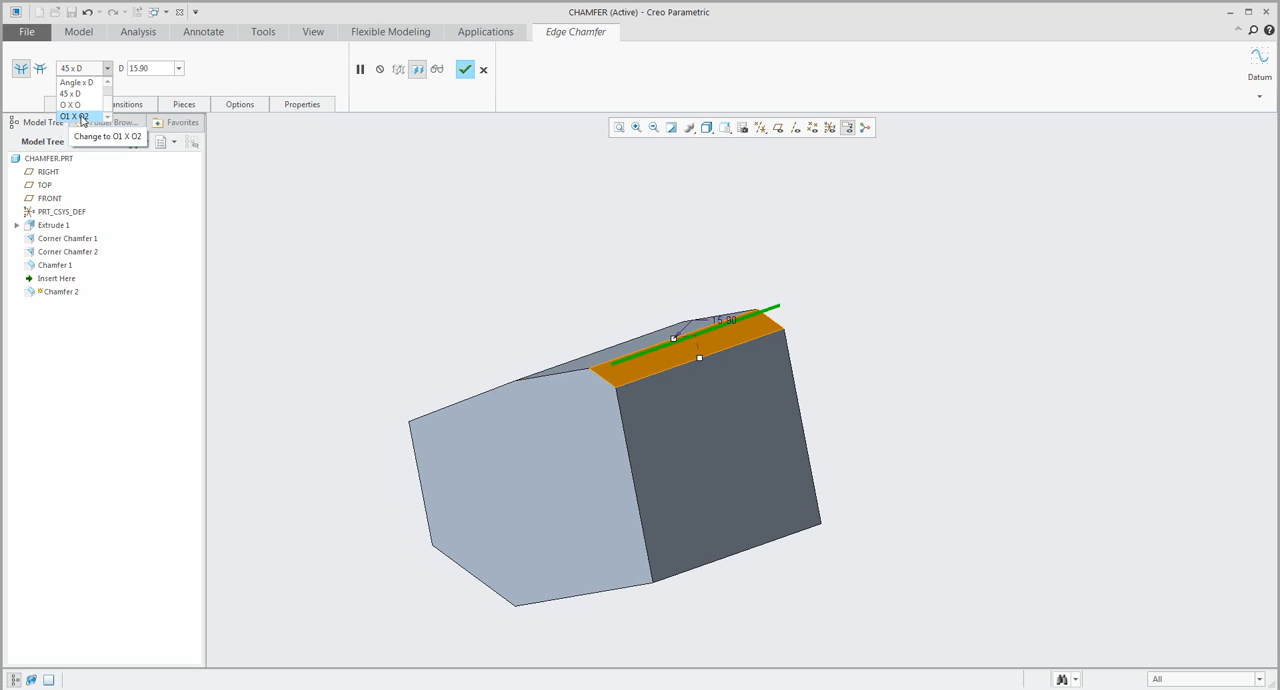 CHAMFER (Active) - Creo Parametric
File
Model
Analysis
Annotate
Tools
View
Flexible Modeling
Applications
Edge Chamfer
45 x D
D
15.90
Datum
Angle x D
45 x D
O X O
O1 X O2
Pieces
Options
Properties
Model Tree
Favorites
Change to O1 X O2
Model Tree
CHAMFER.PRT
RIGHT
TOP
FRONT
PRT_CSYS_DEF
Extrude 1
Corner Chamfer 1
Corner Chamfer 2
Chamfer 1
Insert Here
Chamfer 2
15.90
All